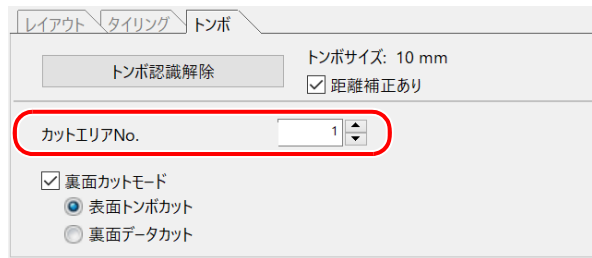 レイアウト タイリング トンボ
トンボ認識解除
トンボサイズ: 10 mm
距離補正あり
カットエリアNo. 1
裏面カットモード
表面トンボカット
裏面データカット